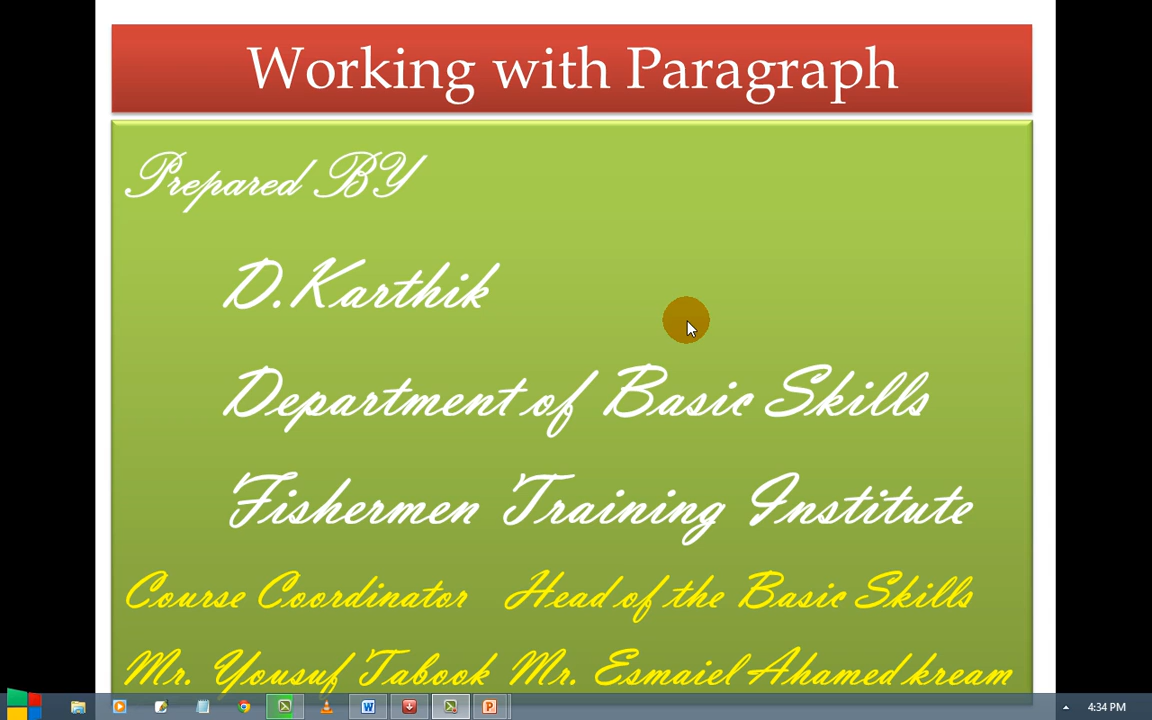 Working with Paragraph
Prepared BY
D.Karthik
Department of Basic Skills
Fishermen Training Institute
Course Coordinator Head of the Basic Skills
Mr. Yousuf Tabook Mr. Esmaiel Ahamed kream
4:34 PM